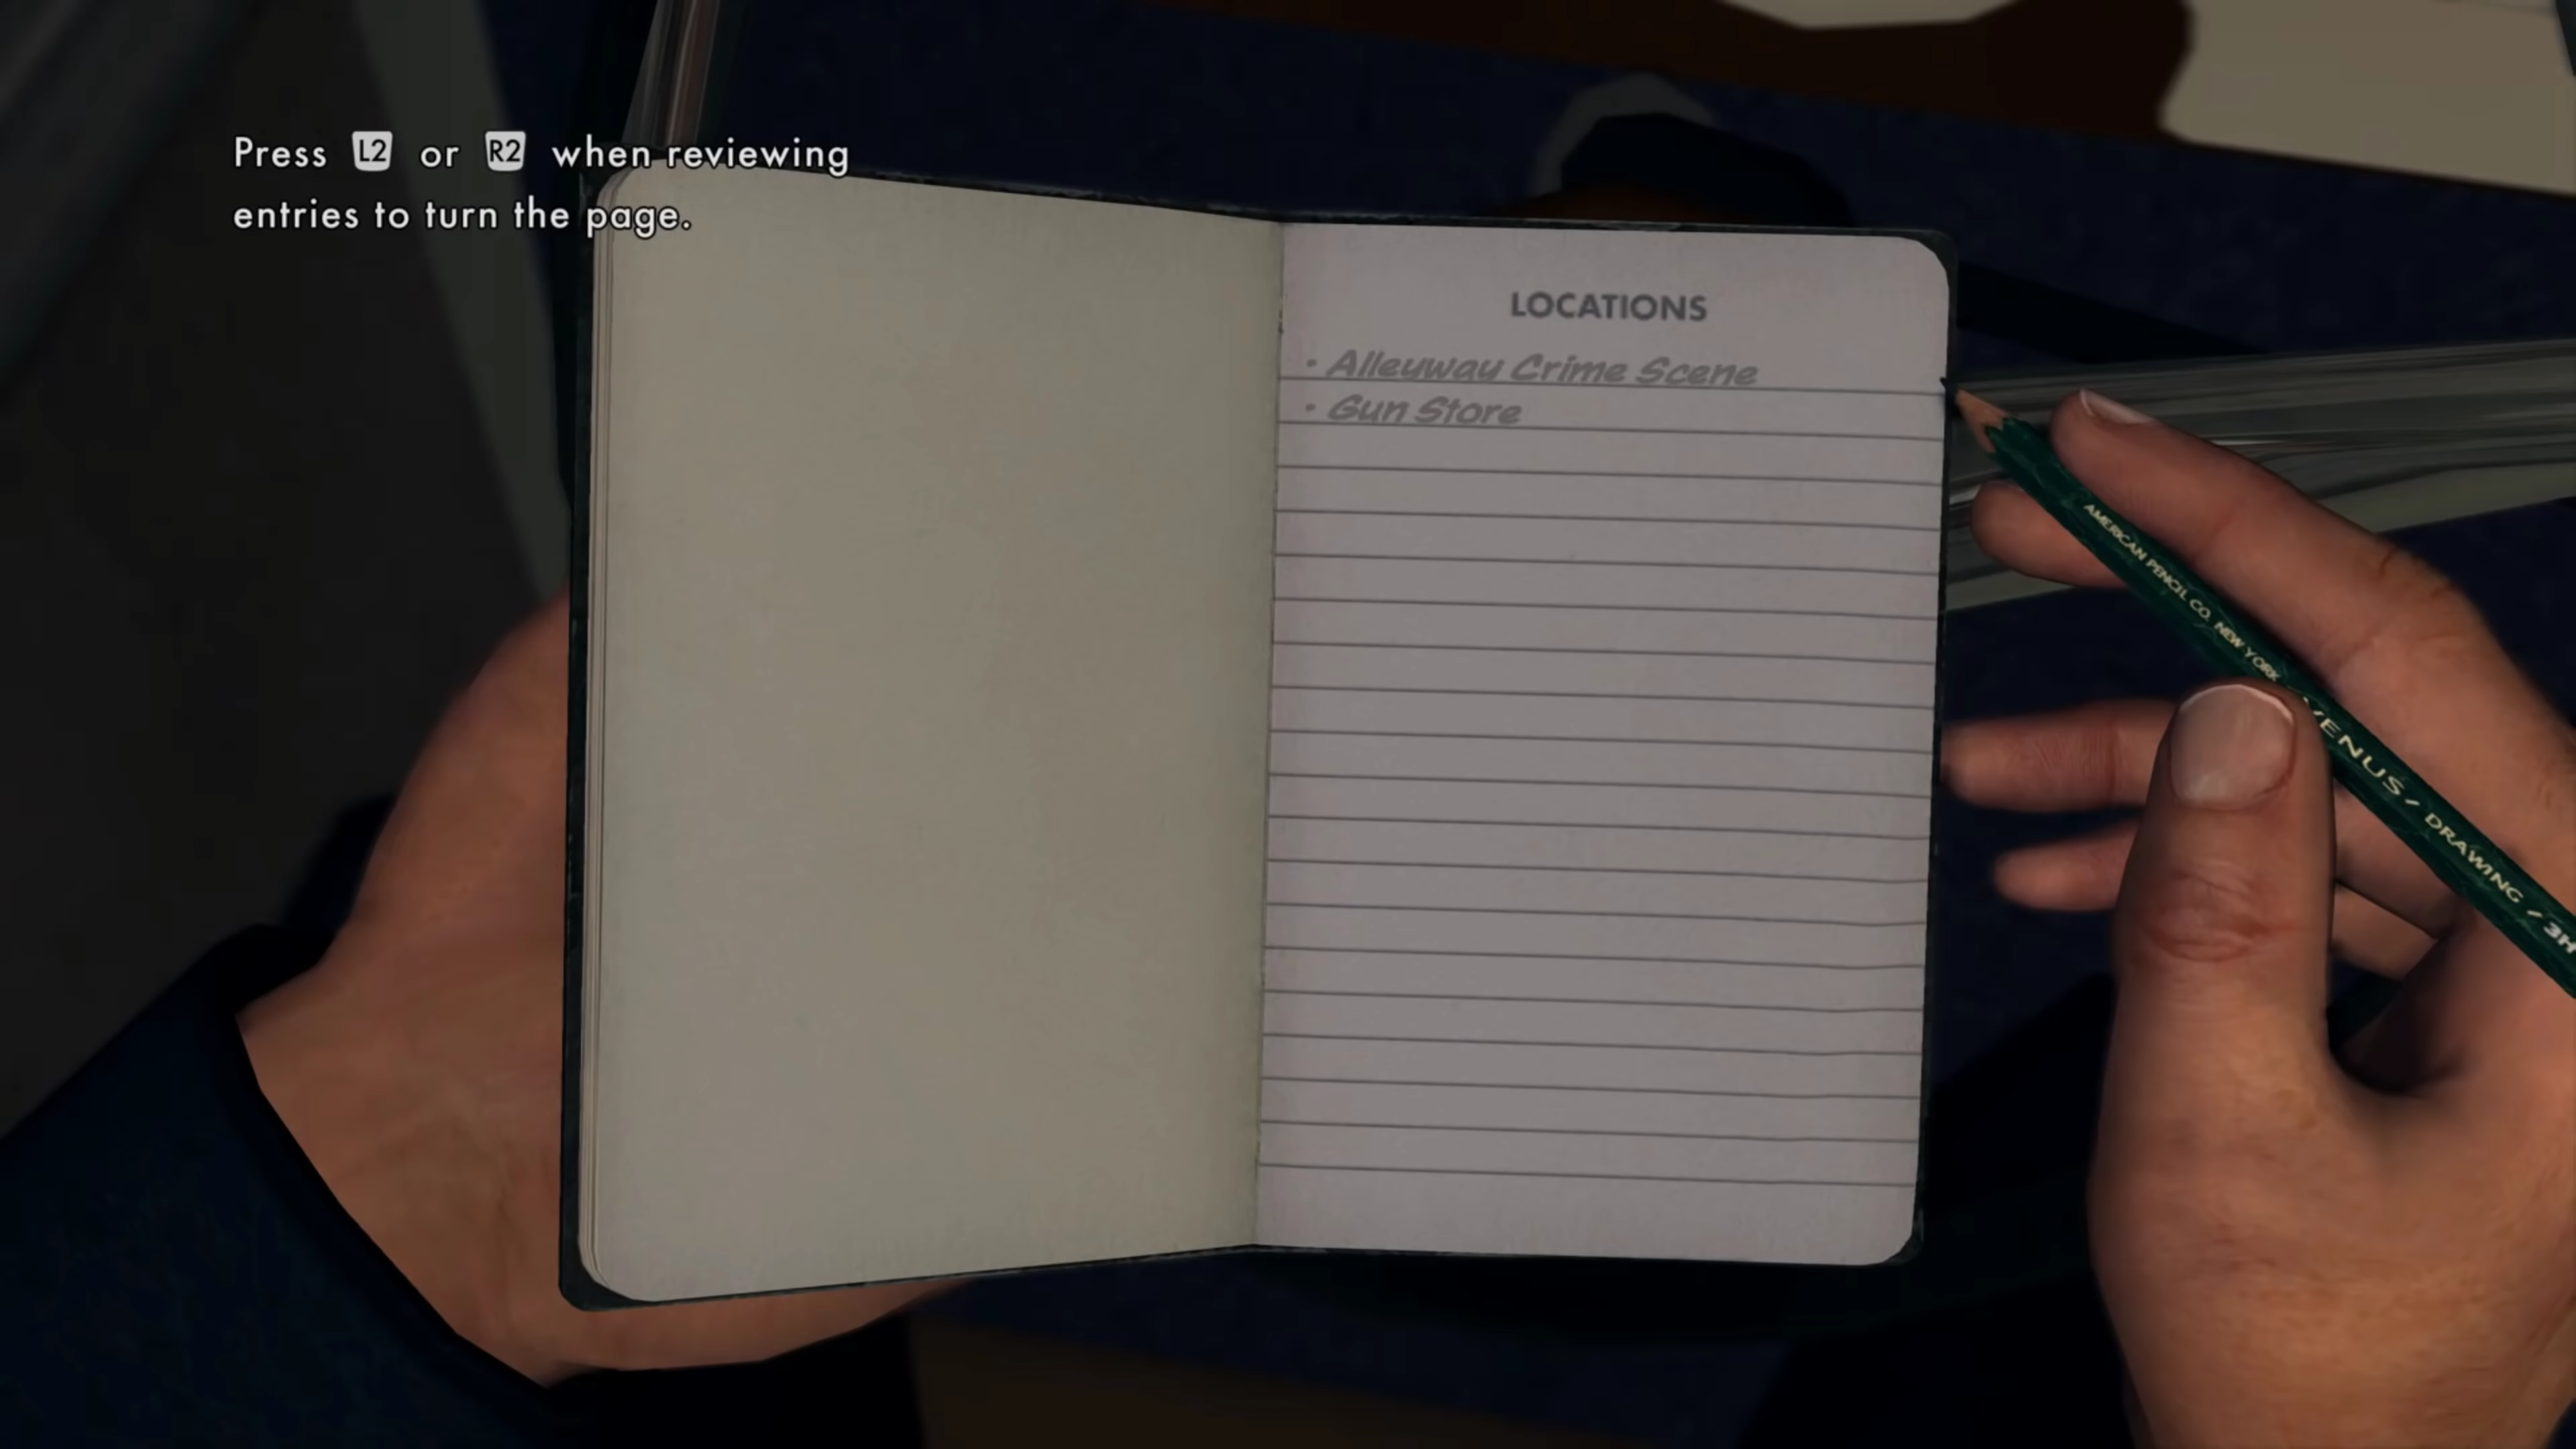 Press L2 or R2 when reviewing
entries to turn the page.
LOCATIONS
• Alleyway Crime Scene
• Gun Store
AMERICAN PENCIL CO. NEW YORK VENUS / DRAWING / 3H